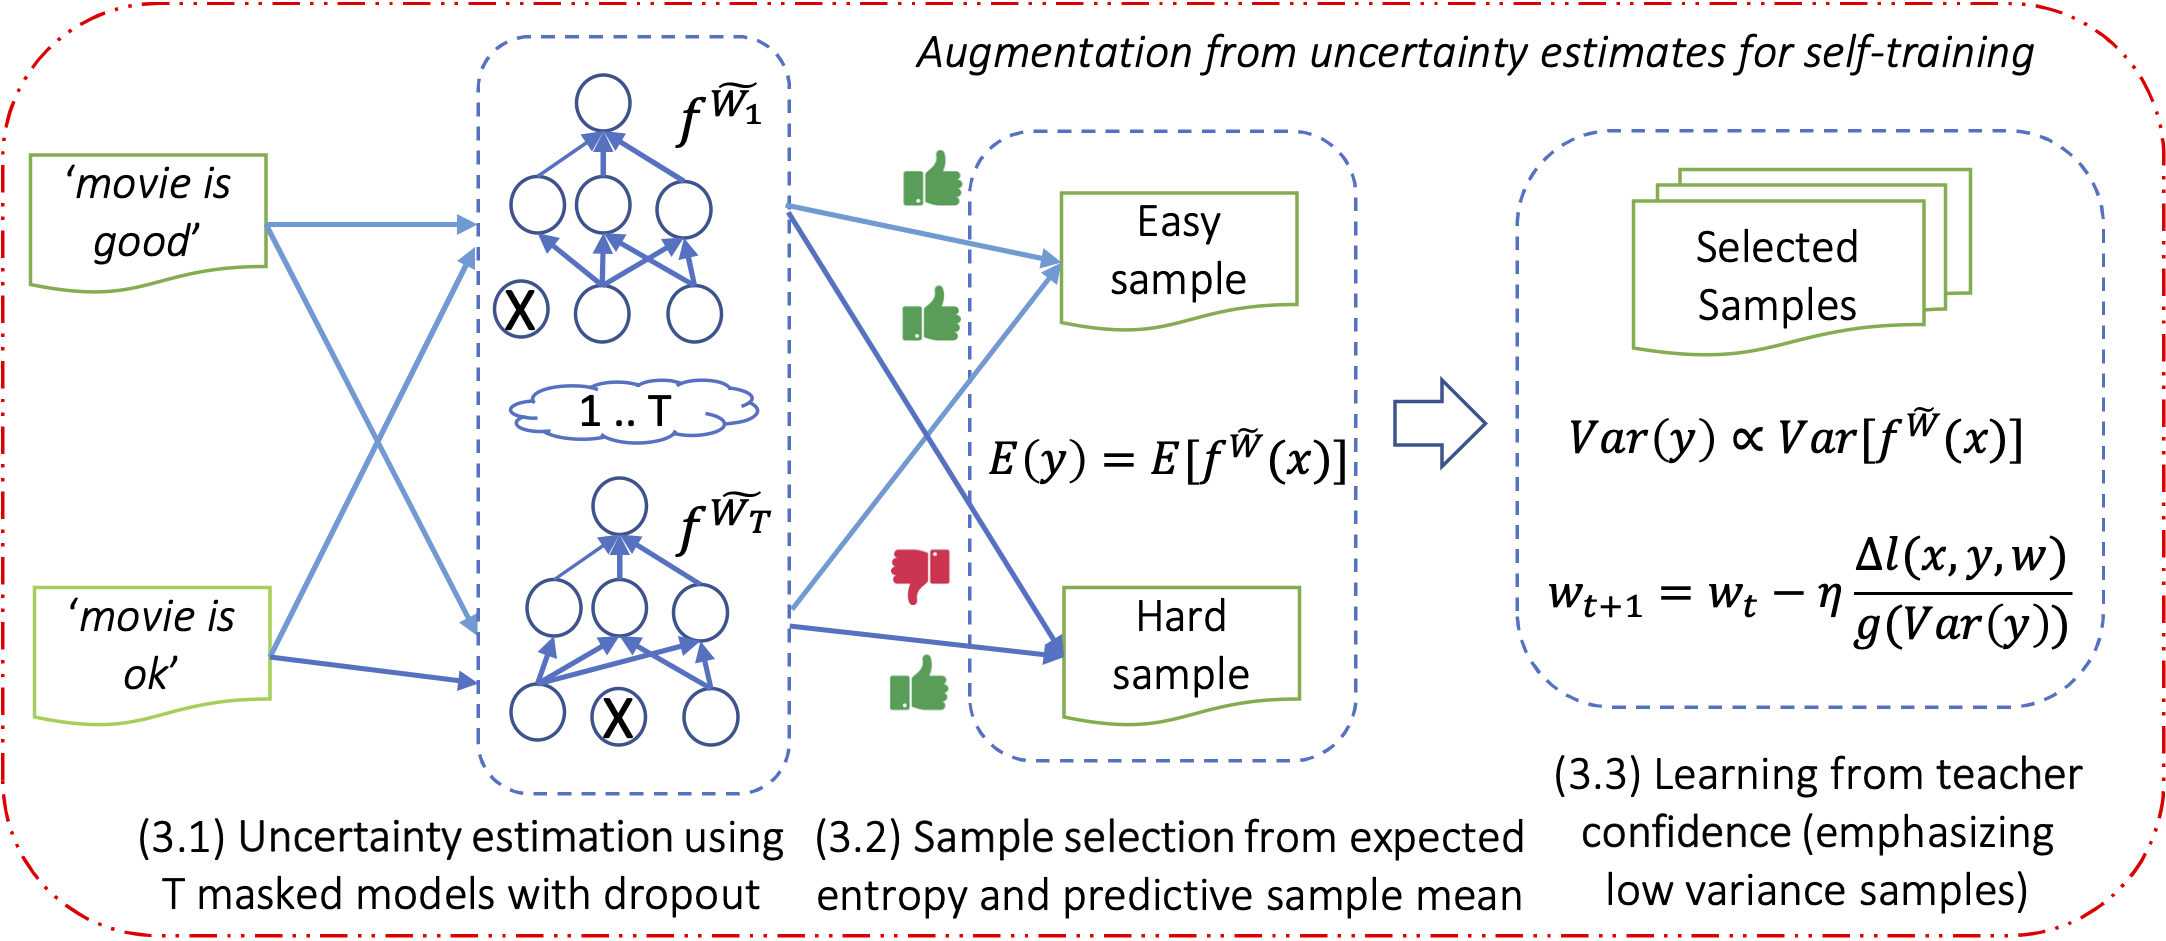 Augmentation from uncertainty estimates for self-training
‘movie is
good’
‘movie is
ok’
f^{\widetilde{W}_1}
X
1 .. T
f^{\widetilde{W}_T}
X
Easy
sample
E(y) = E[f^{\widetilde{W}}(x)]
Hard
sample
Selected
Samples
Var(y) ∝ Var[f^{\widetilde{W}}(x)]
w_{t+1} = w_t − η \frac{Δl(x, y, w)}{g(Var(y))}
(3.1) Uncertainty estimation using
T masked models with dropout
(3.2) Sample selection from expected
entropy and predictive sample mean
(3.3) Learning from teacher
confidence (emphasizing
low variance samples)